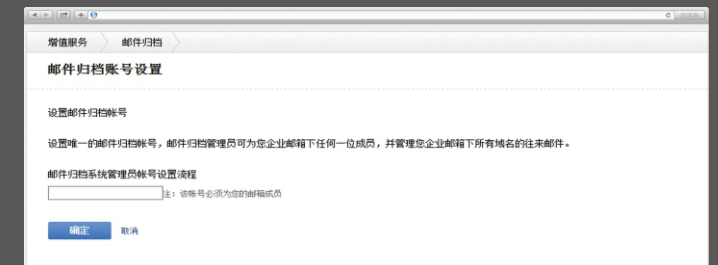 增值服务 邮件归档
邮件归档账号设置
设置邮件归档帐号
设置唯一的邮件归档帐号，邮件归档管理员可为您企业邮箱下任何一位成员，并管理您企业邮箱下所有域名的往来邮件。
邮件归档系统管理员帐号设置流程
注：该帐号必须为您的邮箱成员
确定 取消